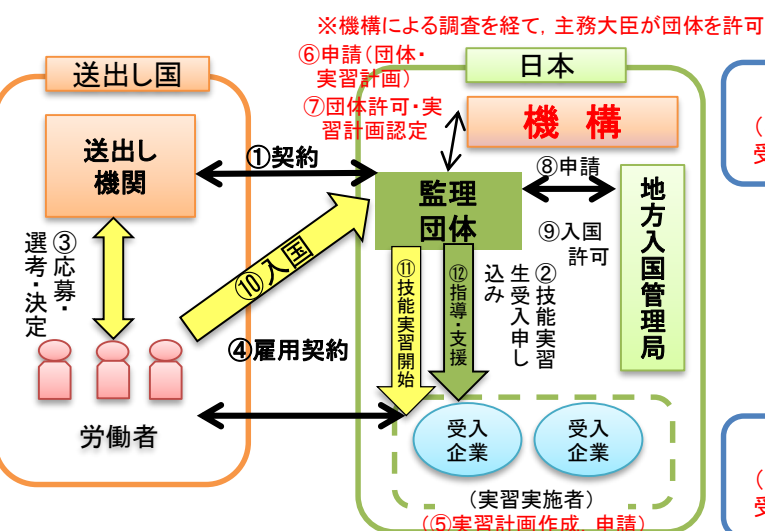 ※機構による調査を経て，主務大臣が団体を許可
⑥申請（団体・
実習計画）
⑦団体許可・実
習計画認定
送出し国
日本
機 構
送出し
機関
①契約
監理
団体
⑧申請
⑨入国
許可
地方入国管理局
③応募・
選考・決定
⑩入国
⑪技能実習開始
⑫指導・支援
②技能実習
生受入申し
込み
④雇用契約
労働者
受入
企業
受入
企業
（実習実施者）
（⑤実習計画作成，申請）
（
受
（
受